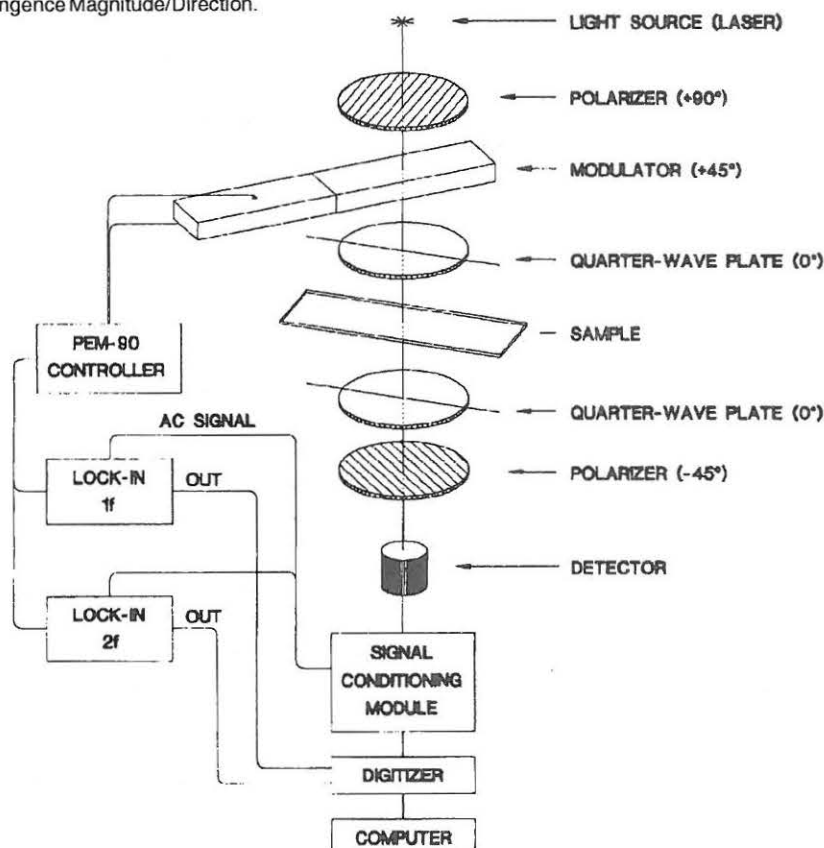 ngence Magnitude/Direction.
LIGHT SOURCE (LASER)
POLARIZER (+90°)
MODULATOR (+45°)
QUARTER-WAVE PLATE (0°)
SAMPLE
PEM-90
CONTROLLER
QUARTER-WAVE PLATE (0°)
AC SIGNAL
POLARIZER (-45°)
LOCK-IN
1f
OUT
DETECTOR
LOCK-IN
2f
OUT
SIGNAL
CONDITIONING
MODULE
DIGITIZER
COMPUTER